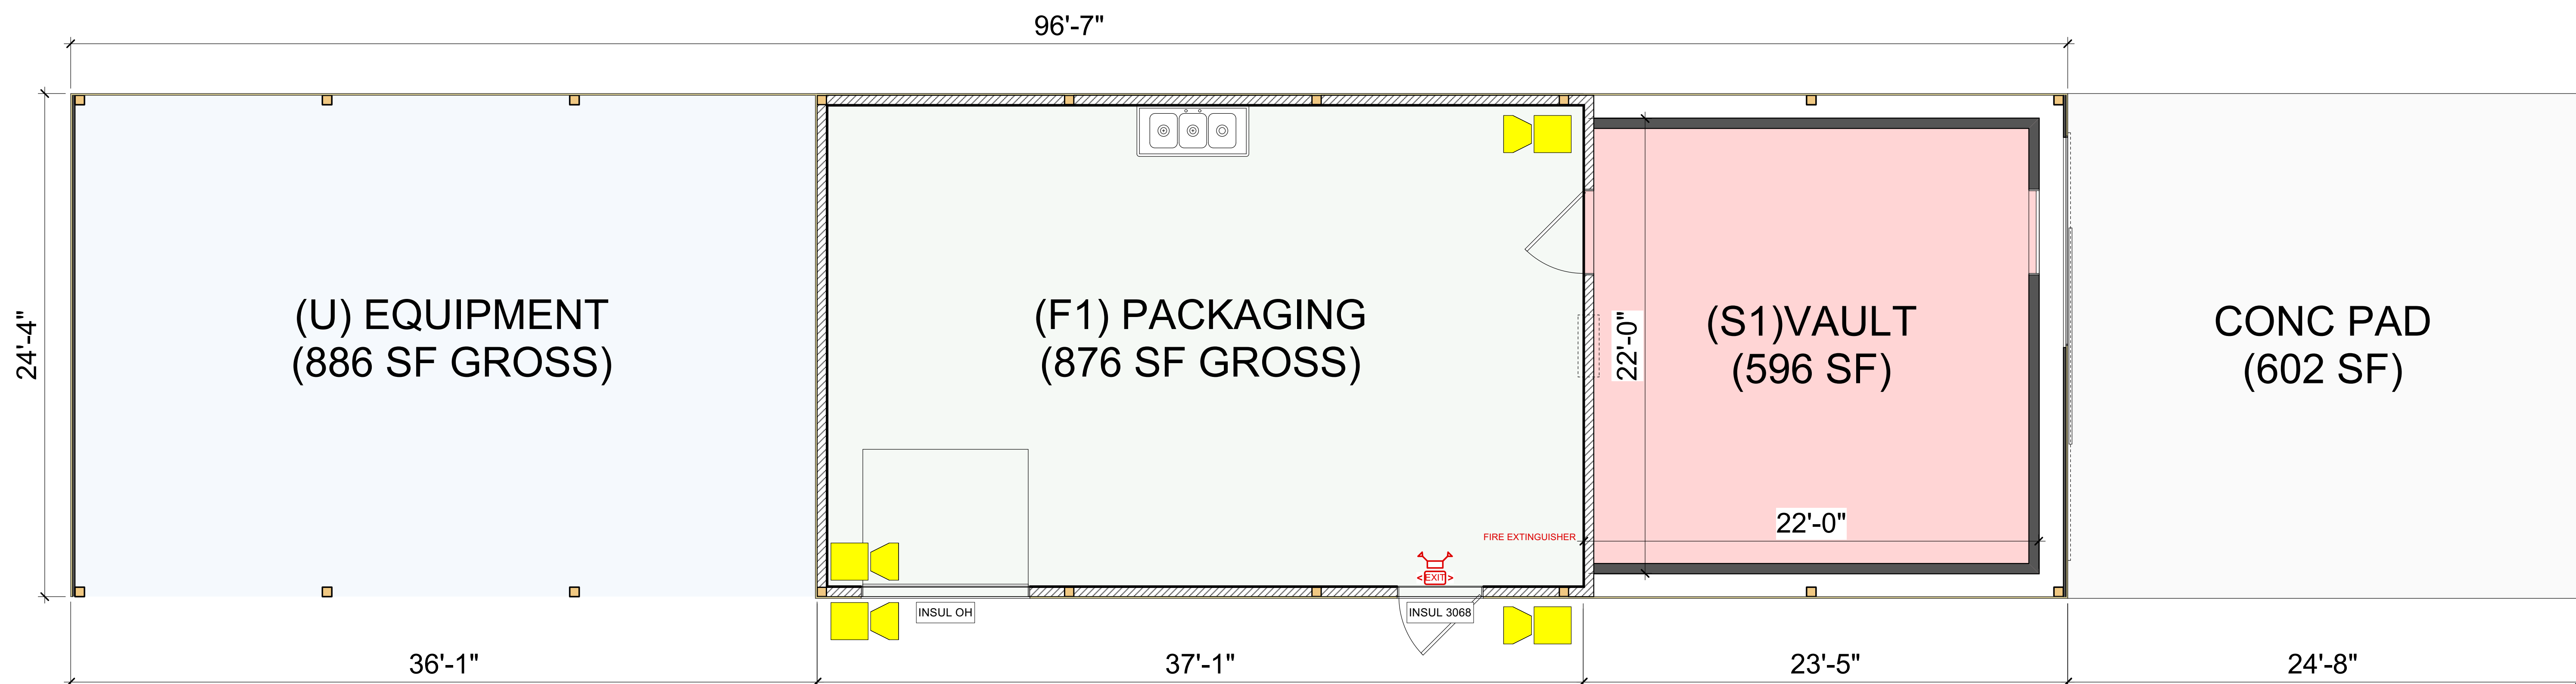 96'-7"
24'-4"
(U) EQUIPMENT
(886 SF GROSS)
(F1) PACKAGING
(876 SF GROSS)
22'-0"
(S1)VAULT
(596 SF)
CONC PAD
(602 SF)
22'-0"
FIRE EXTINGUISHER
EXIT
INSUL OH
INSUL 3068
36'-1"
37'-1"
23'-5"
24'-8"